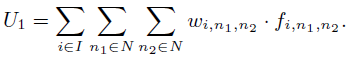 $U_1 = \sum_{i \in I} \sum_{n_1 \in N} \sum_{n_2 \in N} w_{i,n_1,n_2} \cdot f_{i,n_1,n_2}.$